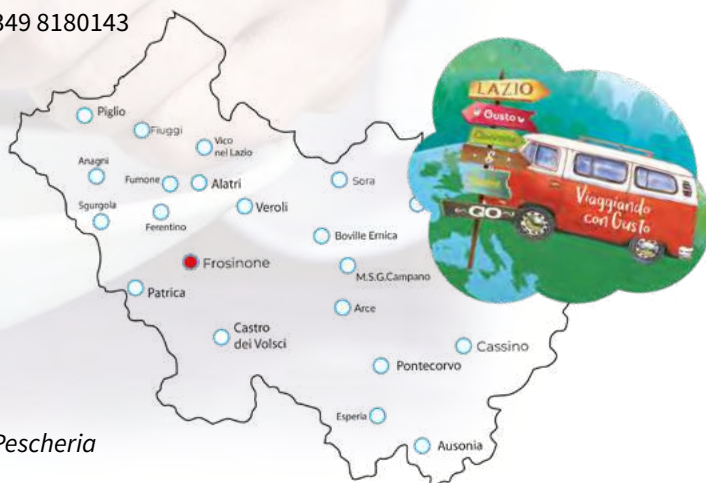 349 8180143
Piglio
Fiuggi
Vico
nel Lazio
Anagni
Fumone
Alatri
Sora
Sgurgola
Ferentino
Veroli
Boville Ernica
Frosinone
M.S.G.Campano
Patrica
Arce
Castro
dei Volsci
Cassino
Pontecorvo
Esperia
Ausonia
Pescheria
LAZIO
Gusto
&
GO
Viaggiando
con Gusto